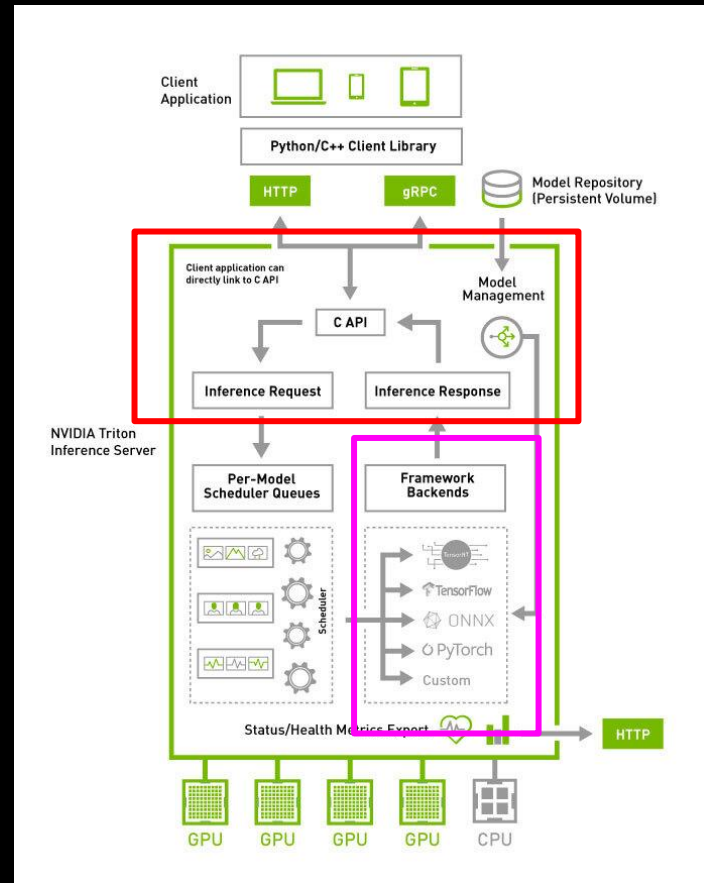 Client
Application
Python/C++ Client Library
HTTP
gRPC
Model Repository
(Persistent Volume)
Client application can
directly link to C API
Model
Management
C API
Inference Request
Inference Response
NVIDIA Triton
Inference Server
Per-Model
Scheduler Queues
Framework
Backends
Scheduler
TensorRT
TensorFlow
ONNX
PyTorch
Custom
Status/Health Metrics Export
HTTP
GPU
GPU
GPU
GPU
CPU